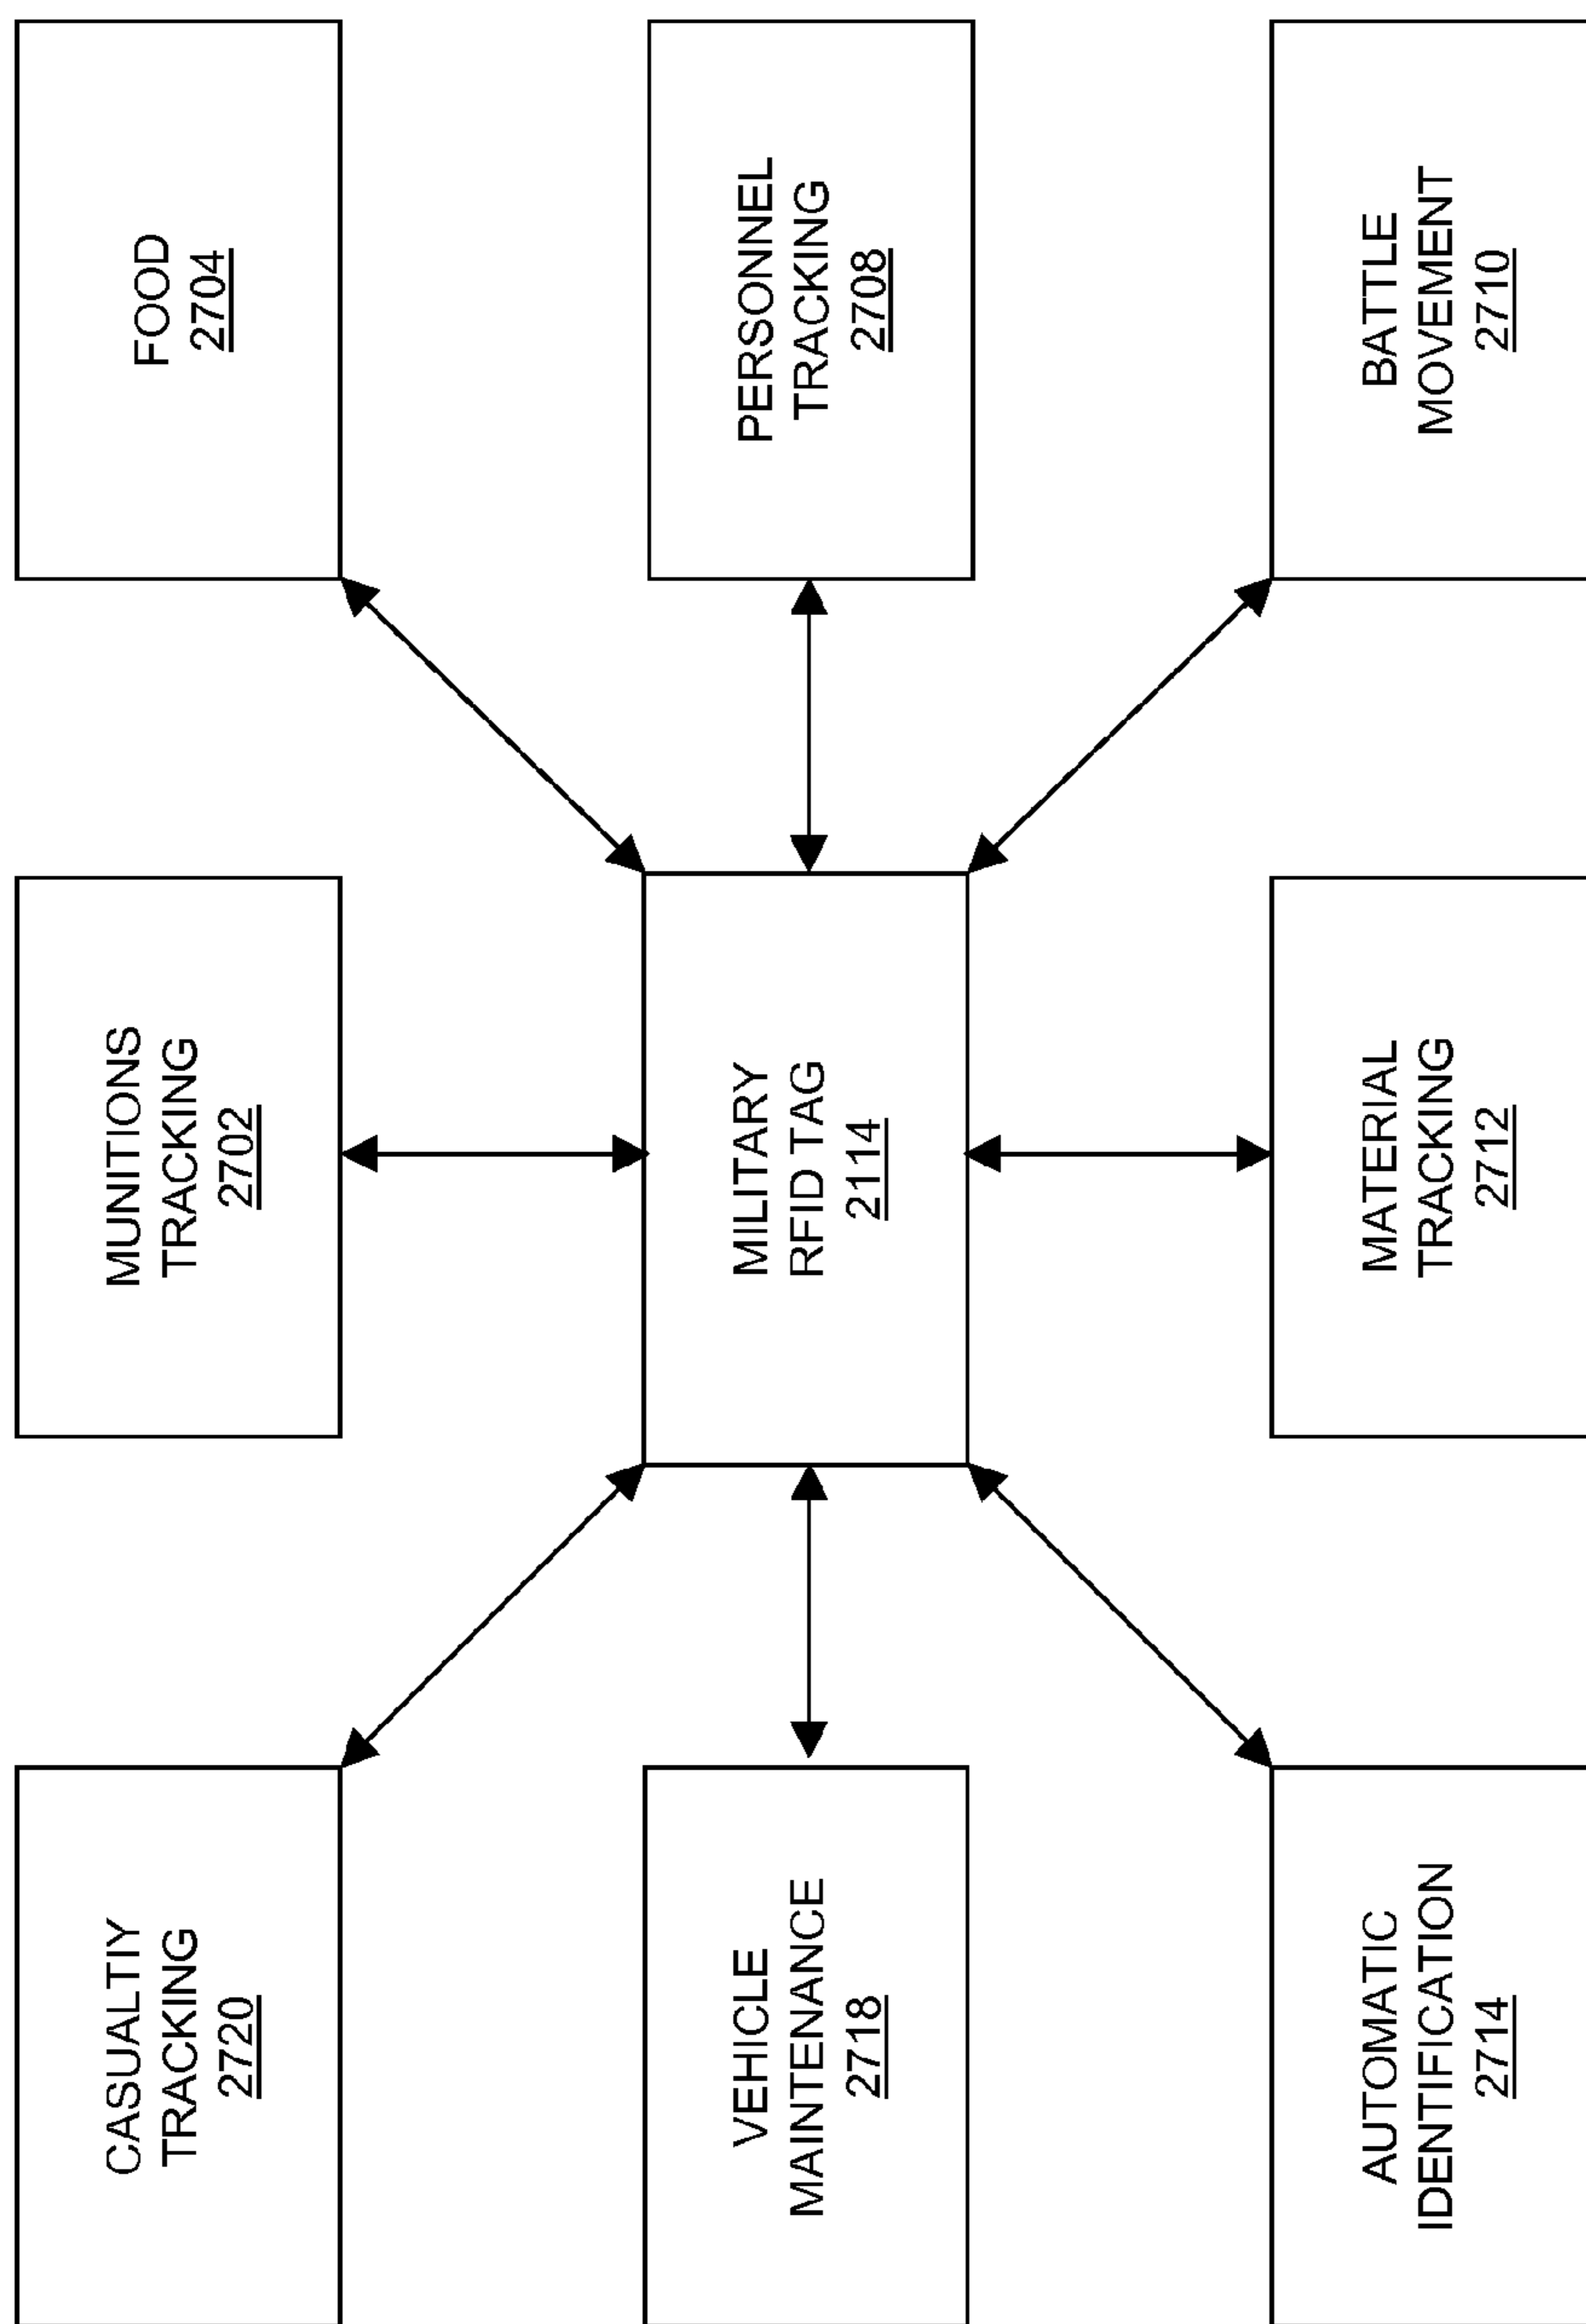 CASUALTIY
TRACKING
2720
MUNITIONS
TRACKING
2702
FOOD
2704
VEHICLE
MAINTENANCE
2718
MILITARY
RFID TAG
2114
PERSONNEL
TRACKING
2708
AUTOMATIC
IDENTIFICATION
2714
MATERIAL
TRACKING
2712
BATTLE
MOVEMENT
2710